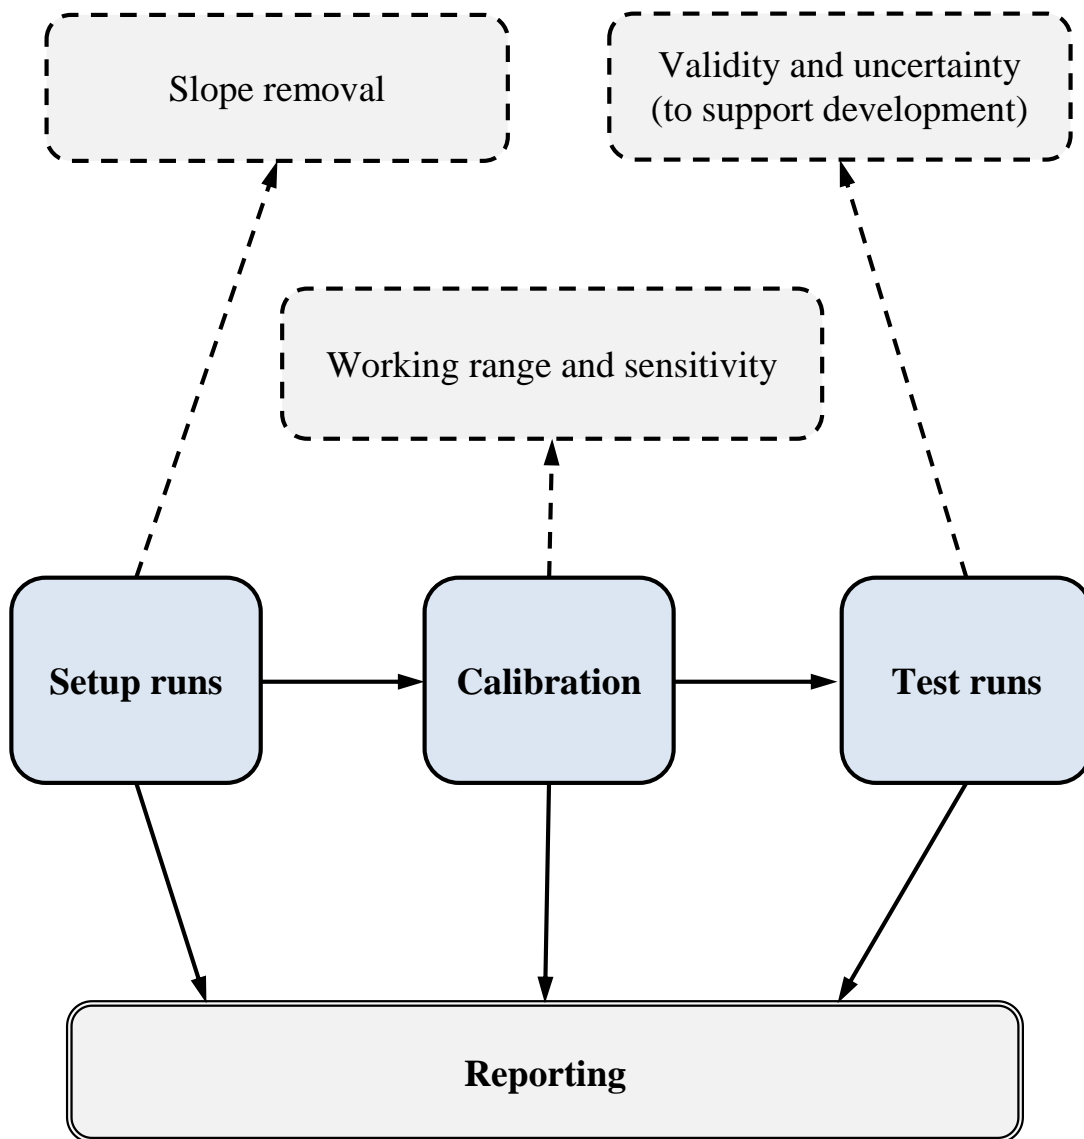 Slope removal
Validity and uncertainty
(to support development)
Working range and sensitivity
Setup runs
Calibration
Test runs
Reporting